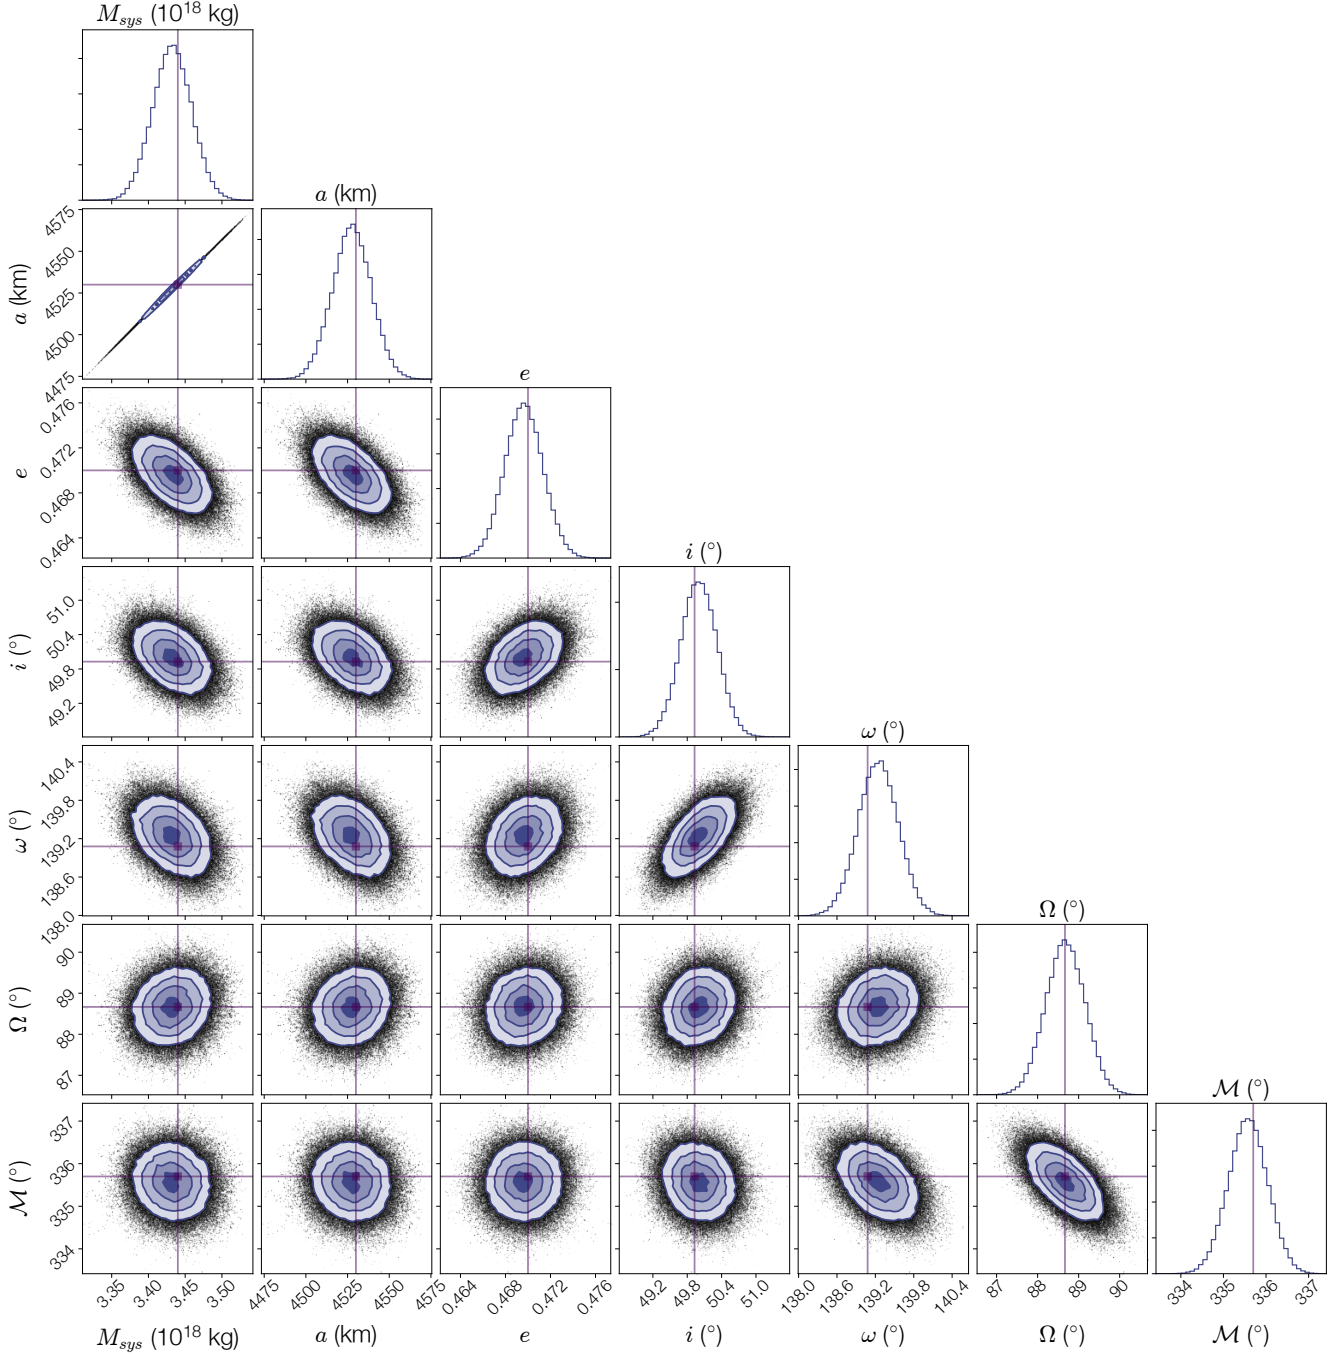 M_sys (10^18 kg)
a (km)
4575
4550
4525
4500
4475
a (km)
e
0.476
0.472
0.468
0.464
e
i (°)
51.0
50.4
49.8
49.2
i (°)
ω (°)
140.4
139.8
139.2
138.6
138.0
ω (°)
Ω (°)
90
89
88
87
Ω (°)
ℳ (°)
337
336
335
334
ℳ (°)
3.35 3.40 3.45 3.50 4475 4500 4525 4550 4575 0.464 0.468 0.472 0.476 49.2 49.8 50.4 51.0 138.0 138.6 139.2 139.8 140.4 87 88 89 90 334 335 336 337
M_sys (10^18 kg) a (km) e i (°) ω (°) Ω (°) ℳ (°)